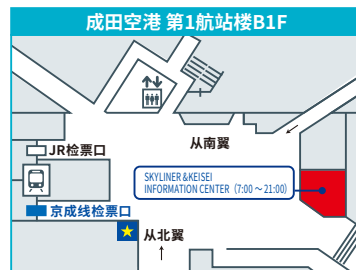 成田空港 第1航站楼B1F
从南翼
JR检票口
SKYLINER &KEISEI
INFORMATION CENTER（7:00～21:00）
京成线检票口
从北翼